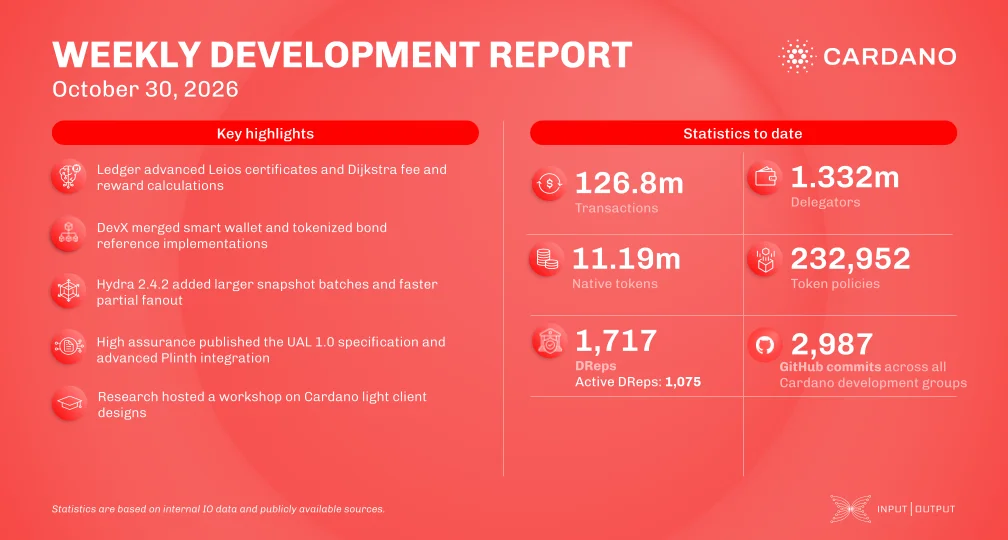 WEEKLY DEVELOPMENT REPORT
October 30, 2026
CARDANO
Key highlights
Ledger advanced Leios certificates and Dijkstra fee and
reward calculations
DevX merged smart wallet and tokenized bond
reference implementations
Hydra 2.4.2 added larger snapshot batches and faster
partial fanout
High assurance published the UAL 1.0 specification and
advanced Plinth integration
Research hosted a workshop on Cardano light client
designs
Statistics to date
126.8m
Transactions
1.332m
Delegators
11.19m
Native tokens
232,952
Token policies
1,717
DReps
Active DReps: 1,075
2,987
GitHub commits across all
Cardano development groups
Statistics are based on internal IO data and publicly available sources.
INPUT|OUTPUT